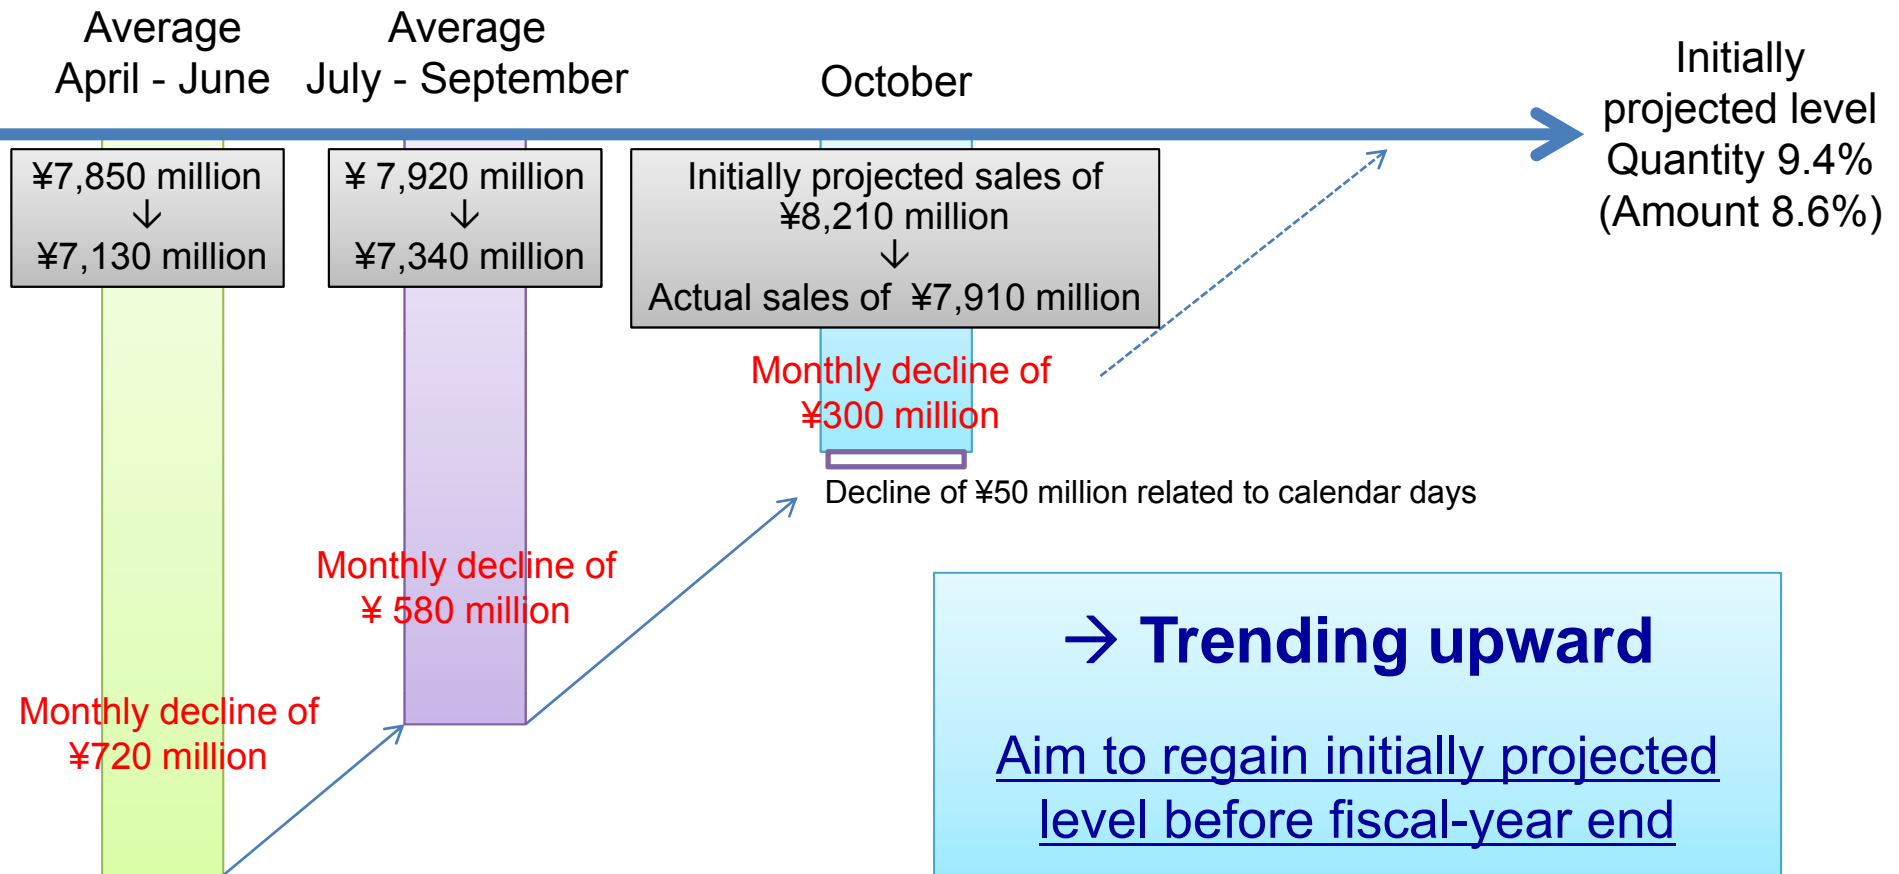 Average
April - June
Average
July - September
October
Initially
projected level
Quantity 9.4%
(Amount 8.6%)
¥7,850 million
↓
¥7,130 million
¥ 7,920 million
↓
¥7,340 million
Initially projected sales of
¥8,210 million
↓
Actual sales of ¥7,910 million
Monthly decline of
¥300 million
Decline of ¥50 million related to calendar days
Monthly decline of
¥ 580 million
Monthly decline of
¥720 million
→ Trending upward
Aim to regain initially projected
level before fiscal-year end